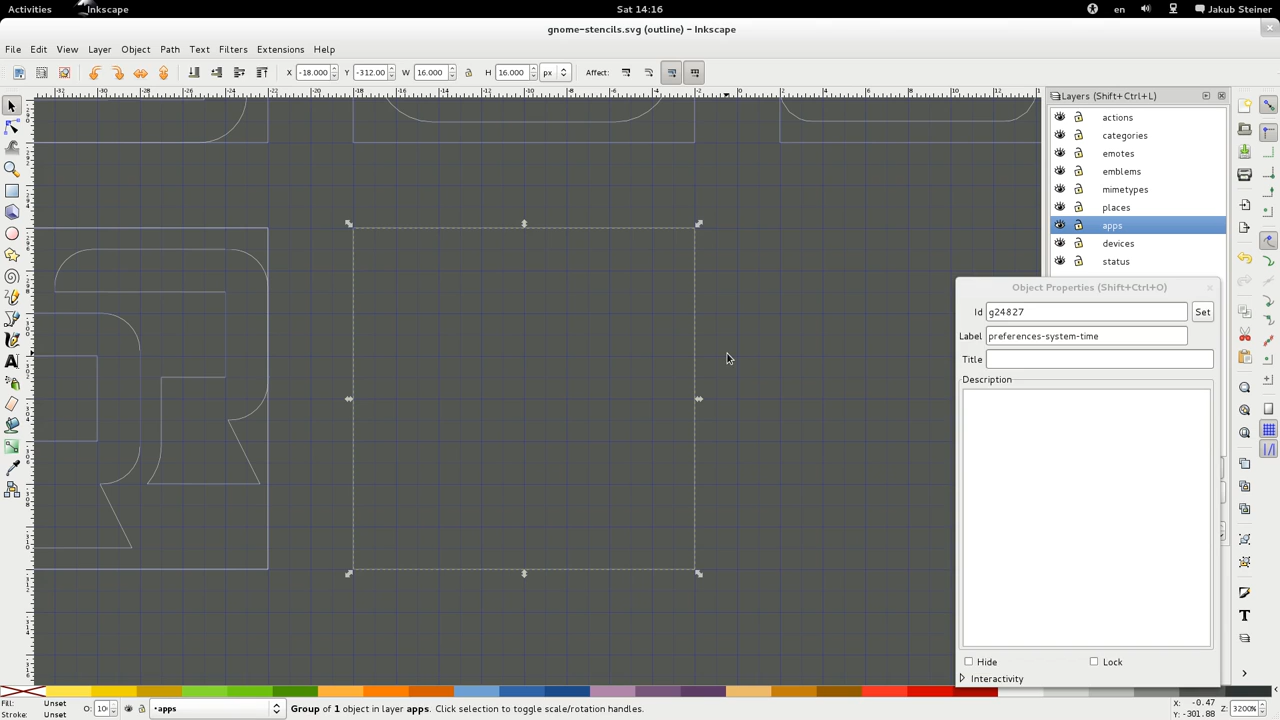 Activities Inkscape Sat 14:16 en Jakub Steiner
gnome-stencils.svg (outline) - Inkscape
File Edit View Layer Object Path Text Filters Extensions Help
X -18.000 Y -312.00 W 16.000 H 16.000 px Affect:
Layers (Shift+Ctrl+L)
actions
categories
emotes
emblems
mimetypes
places
apps
devices
status
Object Properties (Shift+Ctrl+O)
Id g24827 Set
Label preferences-system-time
Title
Description
Hide Lock
Interactivity
Fill: Unset
Stroke: Unset
O: 10 •apps Group of 1 object in layer apps. Click selection to toggle scale/rotation handles.
X: -0.47
Y: -301.88
Z: 3200%